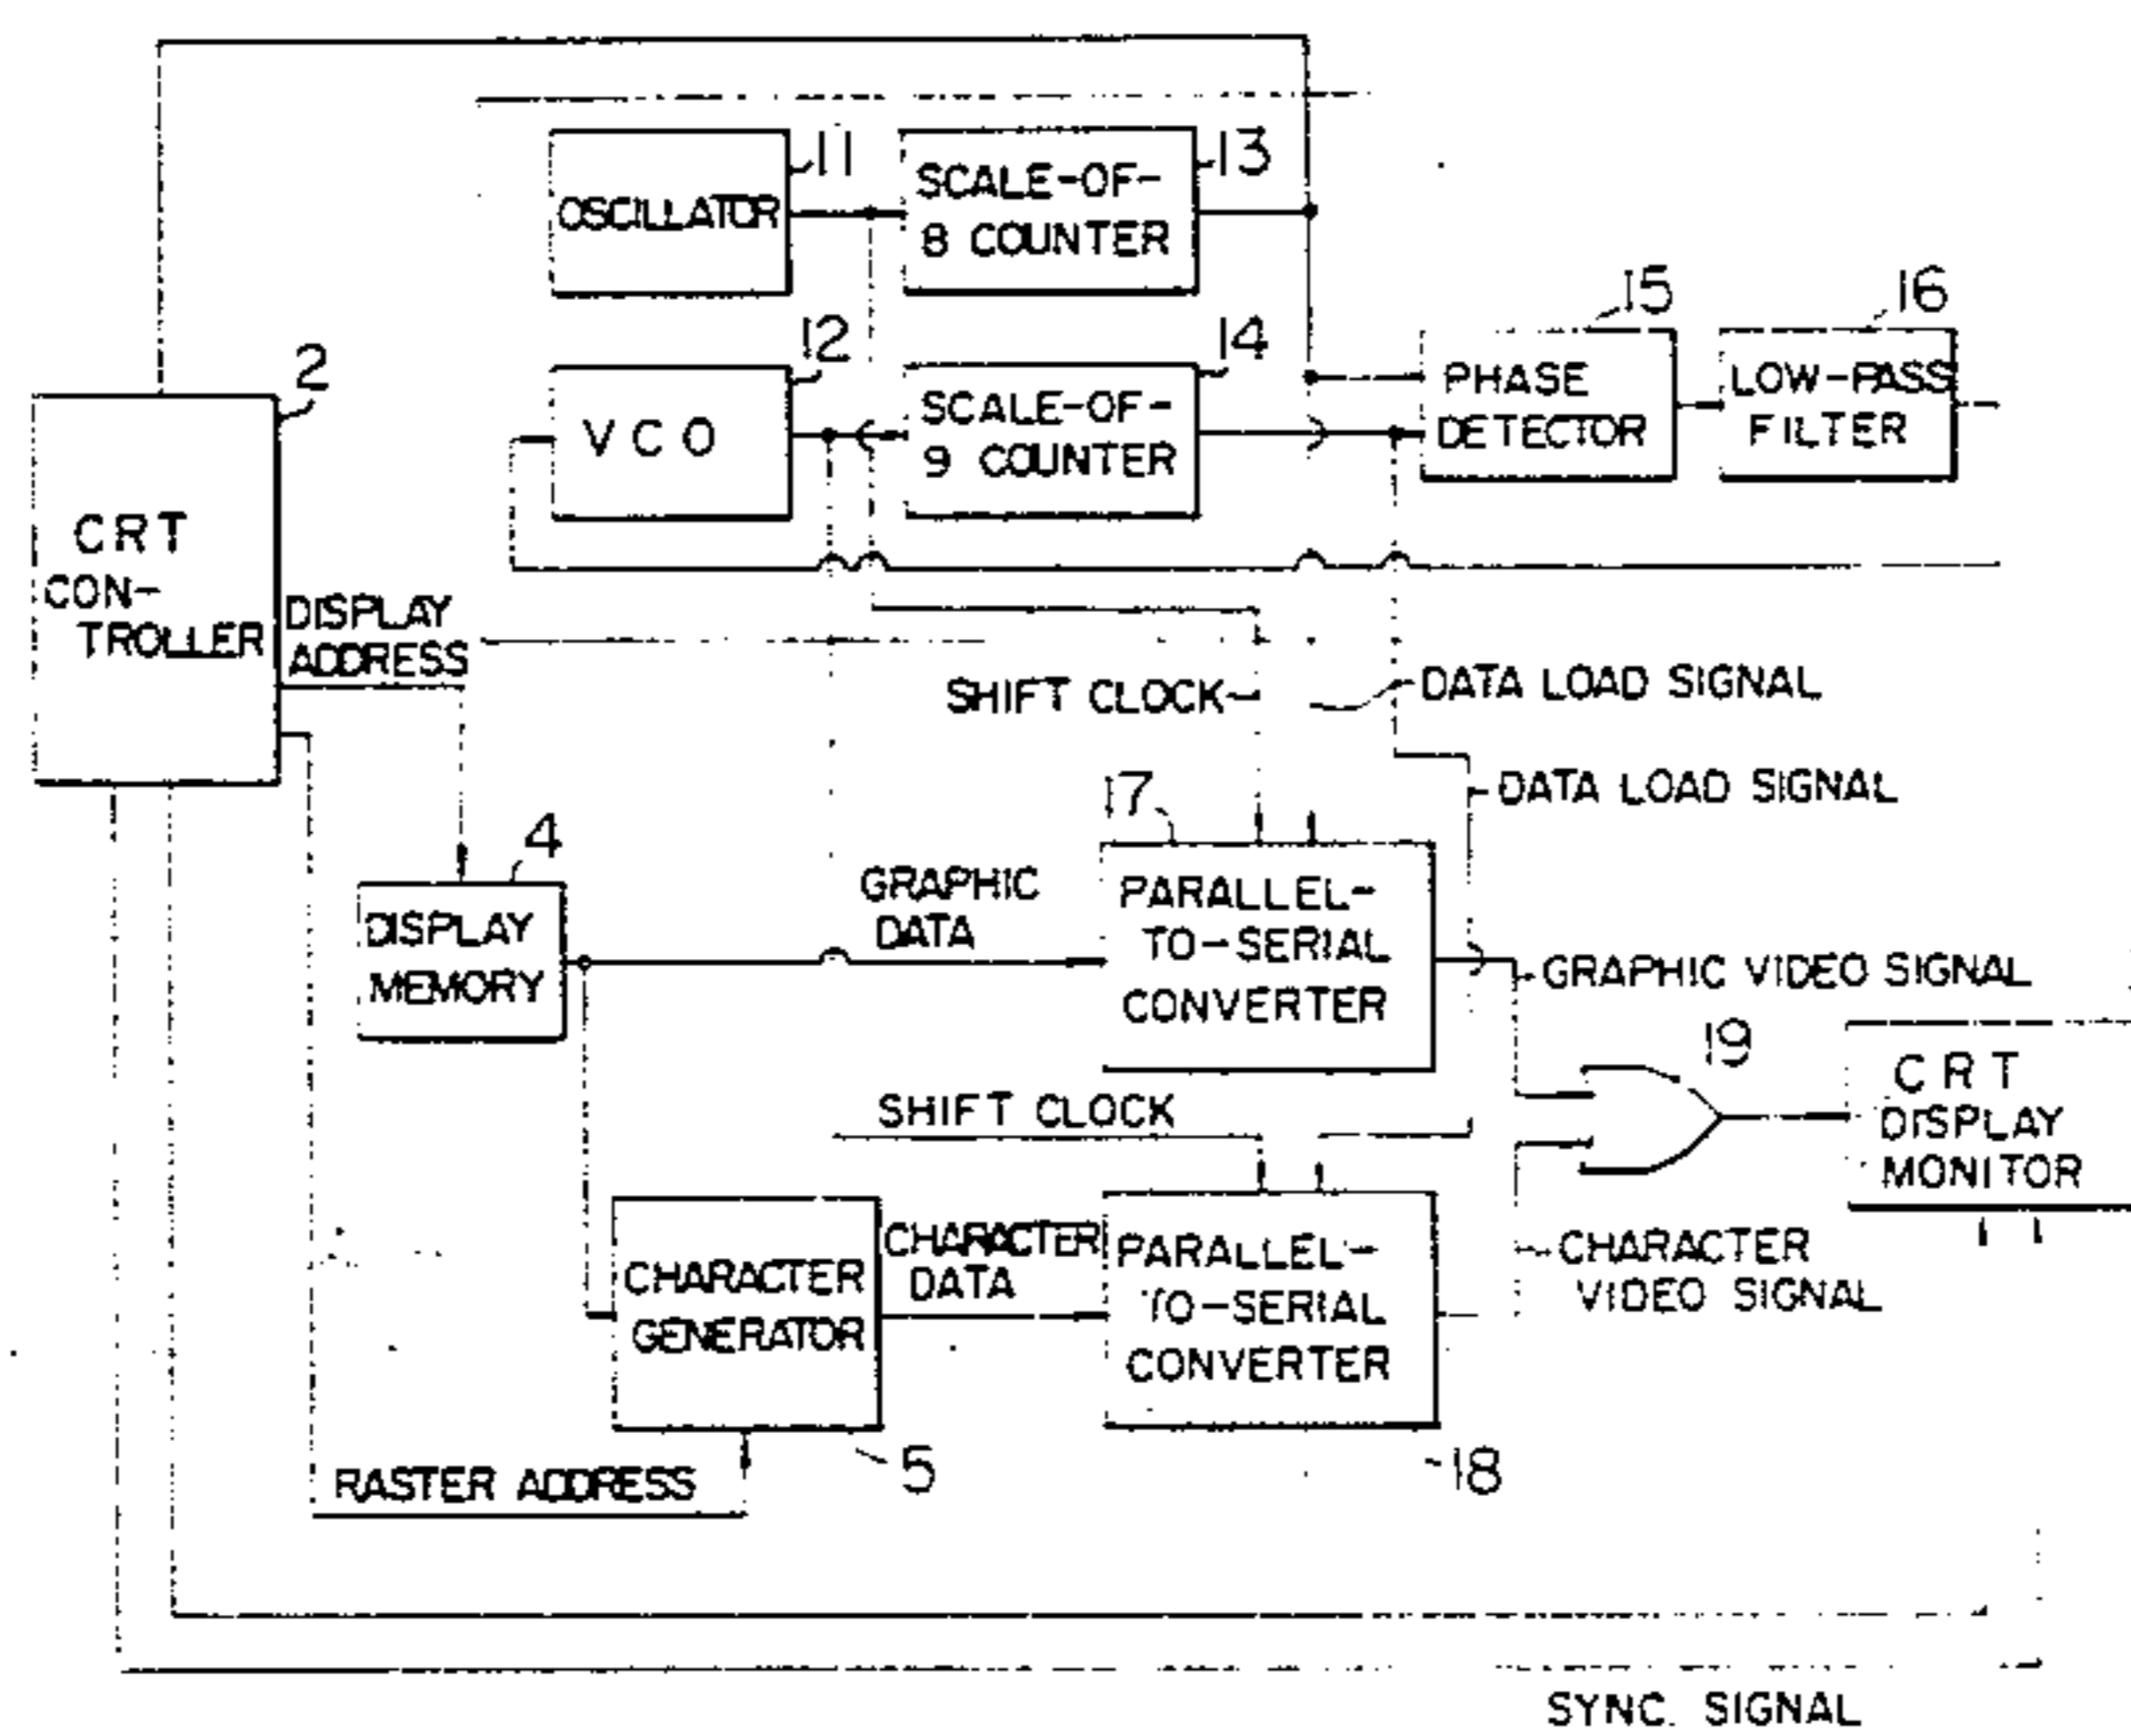 11
OSCILLATOR
13
SCALE-OF-
8 COUNTER
12
VCO
14
SCALE-OF-
9 COUNTER
15
PHASE
DETECTOR
16
LOW-PASS
FILTER
2
CRT
CON-
TROLLER
DISPLAY
ADDRESS
SHIFT CLOCK
DATA LOAD SIGNAL
DATA LOAD SIGNAL
4
DISPLAY
MEMORY
GRAPHIC
DATA
17
PARALLEL-
TO-SERIAL
CONVERTER
GRAPHIC VIDEO SIGNAL
19
CRT
DISPLAY
MONITOR
SHIFT CLOCK
CHARACTER
GENERATOR
5
CHARACTER
DATA
PARALLEL-
TO-SERIAL
CONVERTER
18
CHARACTER
VIDEO SIGNAL
RASTER ADDRESS
SYNC. SIGNAL